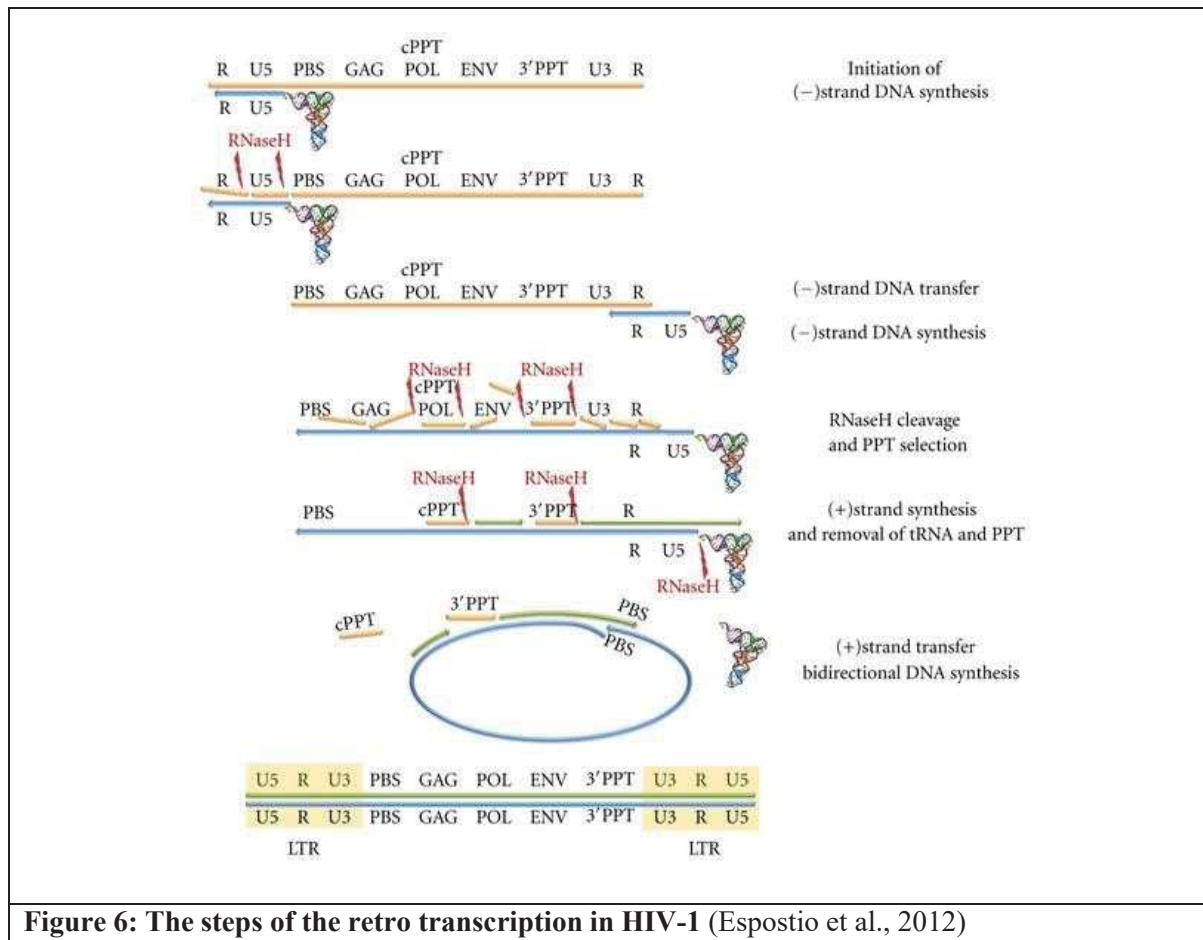 cPPT
R U5 PBS GAG POL ENV 3'PPT U3 R
Initiation of
(−)strand DNA synthesis
R U5
RNaseH
cPPT
R U5 PBS GAG POL ENV 3'PPT U3 R
R U5
cPPT
PBS GAG POL ENV 3'PPT U3 R
(−)strand DNA transfer
R U5
(−)strand DNA synthesis
RNaseH RNaseH
cPPT
PBS GAG POL ENV 3'PPT U3 R
RNaseH cleavage
and PPT selection
R U5
RNaseH RNaseH
PBS cPPT 3'PPT R
(+)strand synthesis
and removal of tRNA and PPT
R U5
RNaseH
cPPT 3'PPT PBS
PBS
(+)strand transfer
bidirectional DNA synthesis
U5 R U3 PBS GAG POL ENV 3'PPT U3 R U5
U5 R U3 PBS GAG POL ENV 3'PPT U3 R U5
LTR LTR
Figure 6: The steps of the retro transcription in HIV-1 (Espostio et al., 2012)